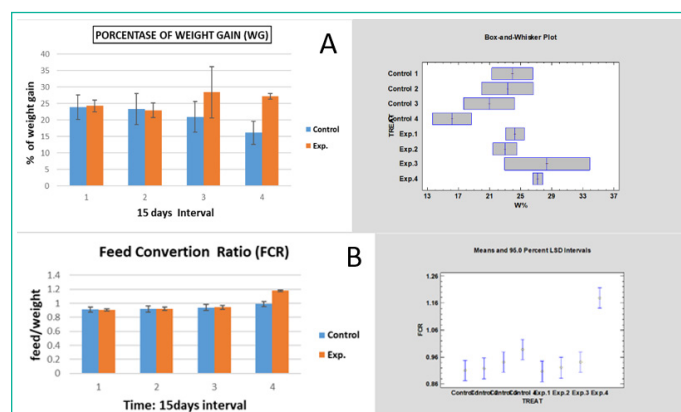 PORCENTASE OF WEIGHT GAIN (WG)
A
% of weight gain
40
35
30
25
20
15
10
5
0
1 2 3 4
15 days Interval
Control
Exp.
Box-and-Whisker Plot
TREAT
Control 1
Control 2
Control 3
Control 4
Exp.1
Exp.2
Exp.3
Exp.4
13 17 21 25 29 33 37
W%
Feed Convertion Ratio (FCR)
B
feed/weight
1.4
1.2
1
0.8
0.6
0.4
0.2
0
1 2 3 4
Time: 15days interval
Control
Exp.
Means and 95.0 Percent LSD Intervals
FCR
1.26
1.16
1.06
0.96
0.86
Control 4 Exp.1 Exp.2 Exp.3 Exp.4
TREAT